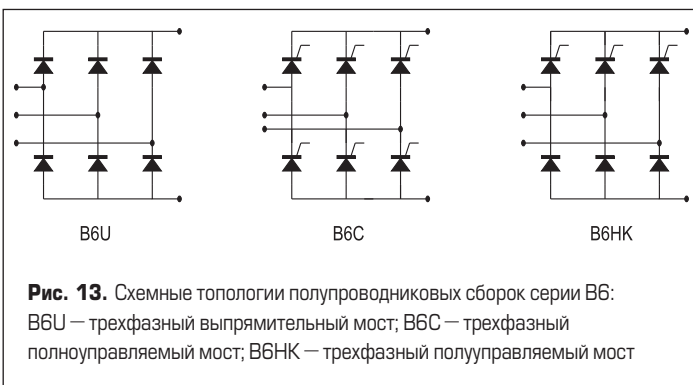 B6U
B6C
B6HK
Рис. 13. Схемные топологии полупроводниковых сборок серии B6:
B6U — трехфазный выпрямительный мост; B6C — трехфазный
полноуправляемый мост; B6HK — трехфазный полууправляемый мост